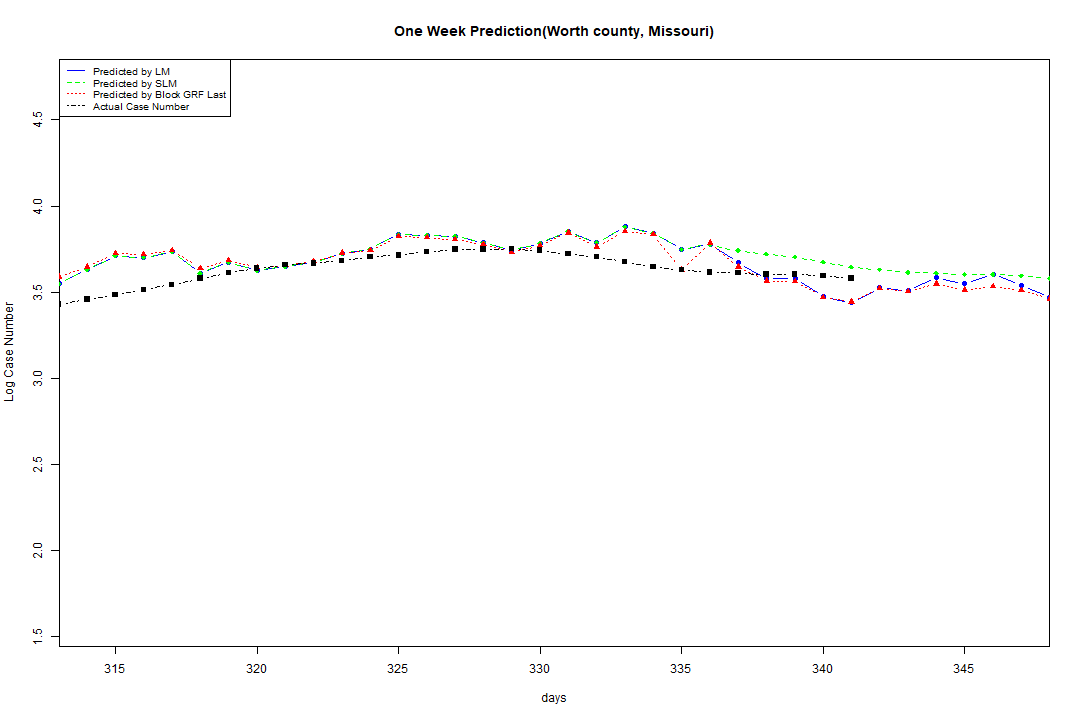 One Week Prediction(Worth county, Missouri)
Predicted by LM
Predicted by SLM
Predicted by Block GRF Last
Actual Case Number
4.5
4.0
3.5
3.0
2.5
2.0
1.5
Log Case Number
315 320 325 330 335 340 345
days